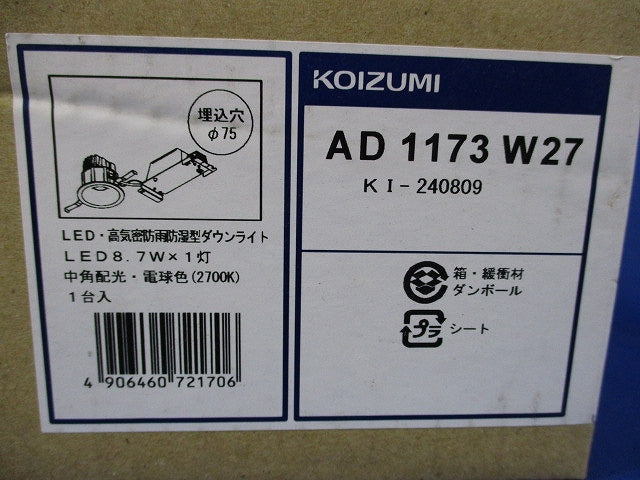 埋込穴
φ75
LED・高気密防雨防湿型ダウンライト
LED8.7W×1灯
中角配光・電球色(2700K)
1台入
4 906460 721706
KOIZUMI
AD 1173 W27
KI-240809
箱・緩衝材
ダンボール
プラ
シート